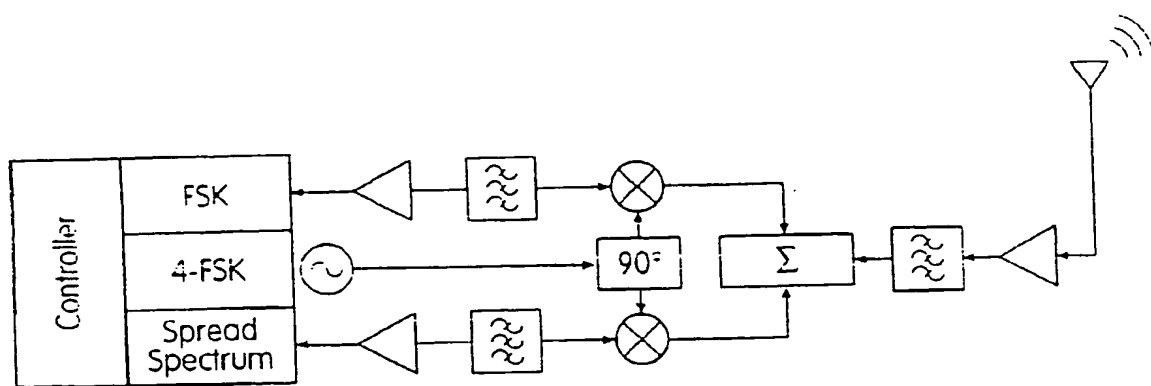 Controller
FSK
4-FSK
Spread
Spectrum
90°
Σ